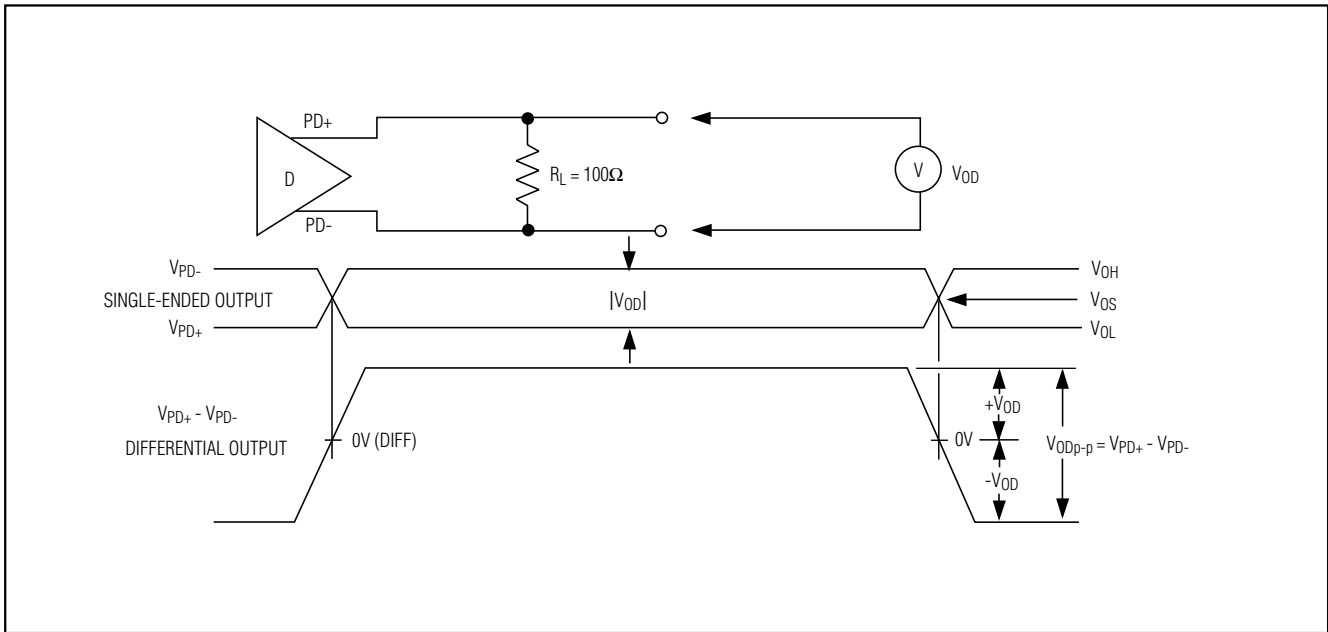 PD+
D
PD-
R_L = 100Ω
V
V_OD
V_PD-
SINGLE-ENDED OUTPUT
V_PD+
|V_OD|
V_OH
V_OS
V_OL
V_PD+ - V_PD-
DIFFERENTIAL OUTPUT
0V (DIFF)
0V
+V_OD
-V_OD
V_ODp-p = V_PD+ - V_PD-